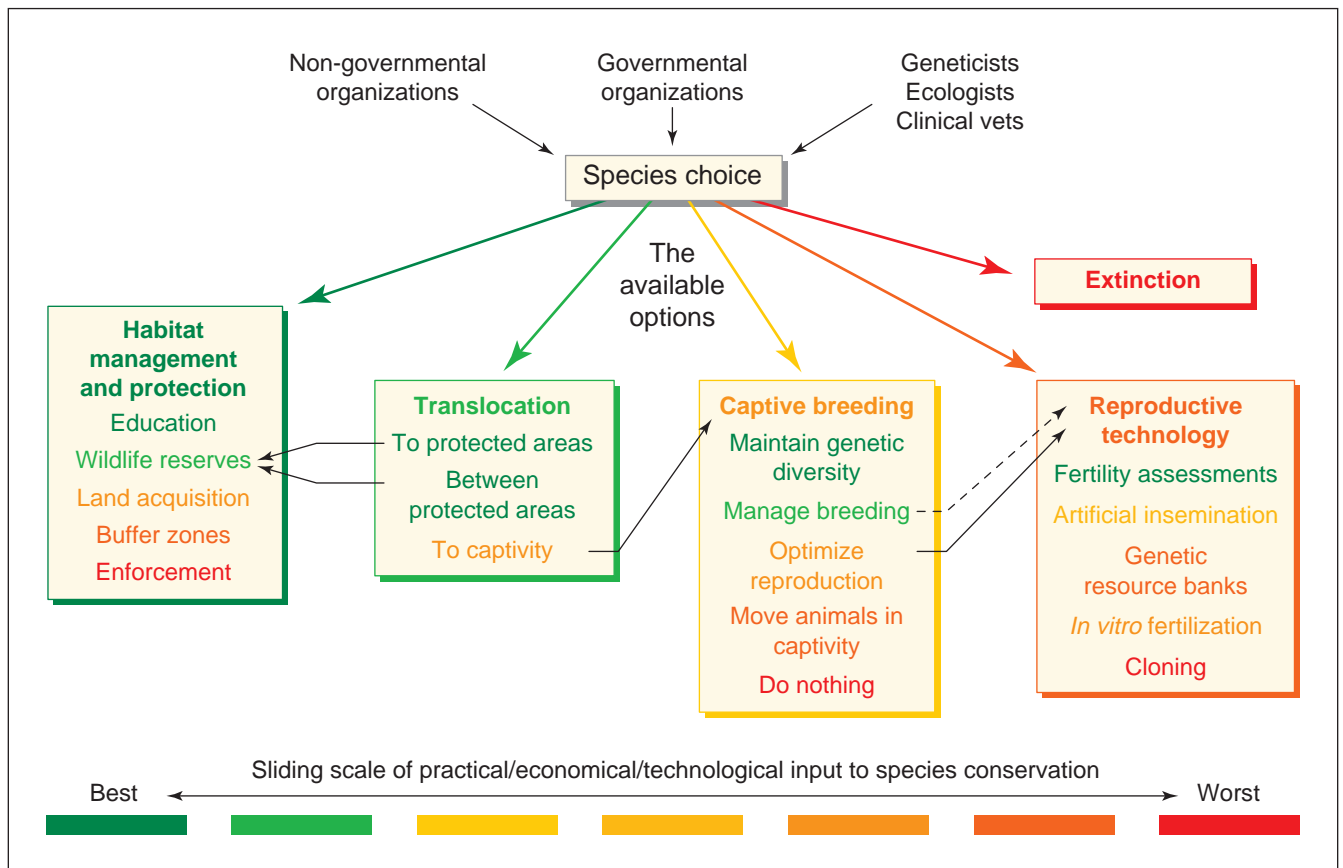 Non-governmental
organizations
Governmental
organizations
Geneticists
Ecologists
Clinical vets
Species choice
The
available
options
Extinction
Habitat
management
and protection
Education
Wildlife reserves
Land acquisition
Buffer zones
Enforcement
Translocation
To protected areas
Between
protected areas
To captivity
Captive breeding
Maintain genetic
diversity
Manage breeding
Optimize
reproduction
Move animals in
captivity
Do nothing
Reproductive
technology
Fertility assessments
Artificial insemination
Genetic
resource banks
In vitro fertilization
Cloning
Sliding scale of practical/economical/technological input to species conservation
Best
Worst